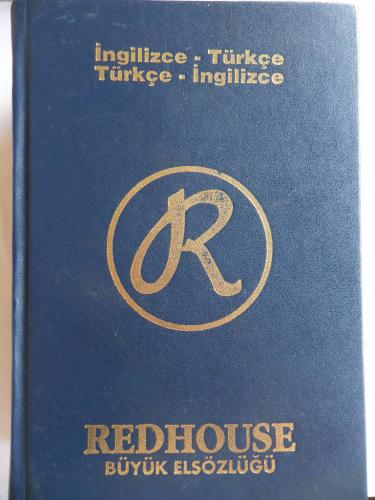 İngilizce - Türkçe
Türkçe - İngilizce
R
REDHOUSE
BÜYÜK ELSÖZLÜĞÜ